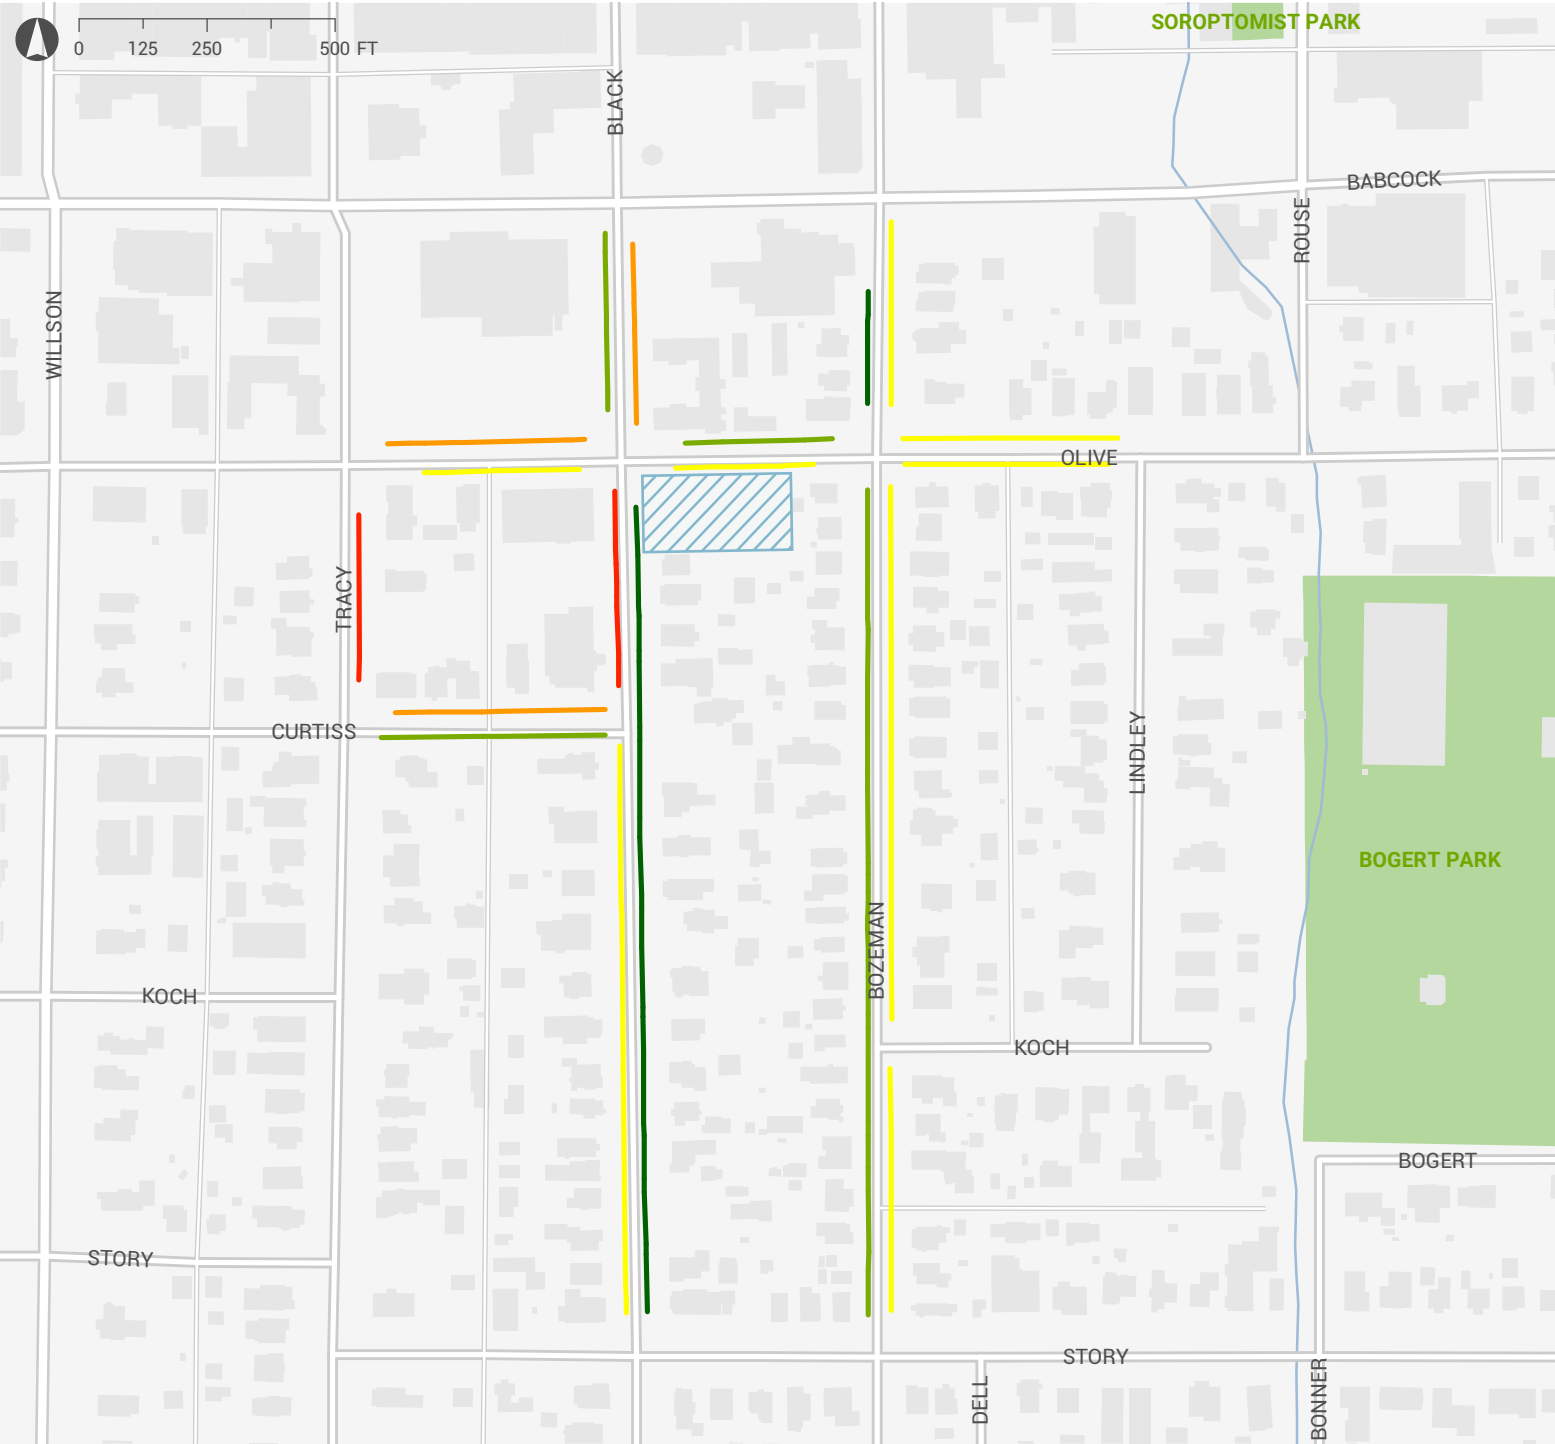 SOROPTOMIST PARK
0 125 250 500 FT
BLACK
BABCOCK
ROUSE
WILLSON
OLIVE
TRACY
CURTISS
LINDLEY
BOGERT PARK
BOZEMAN
KOCH
KOCH
BOGERT
STORY
STORY
DELL
BONNER